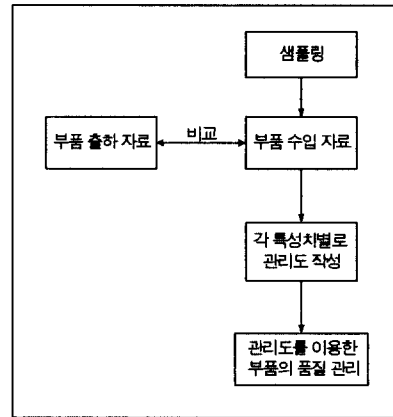 샘플링
비교
부품 출하 자료
부품 수입 자료
각 특성치별로
관리도 작성
관리도를 이용한
부품의 품질 관리